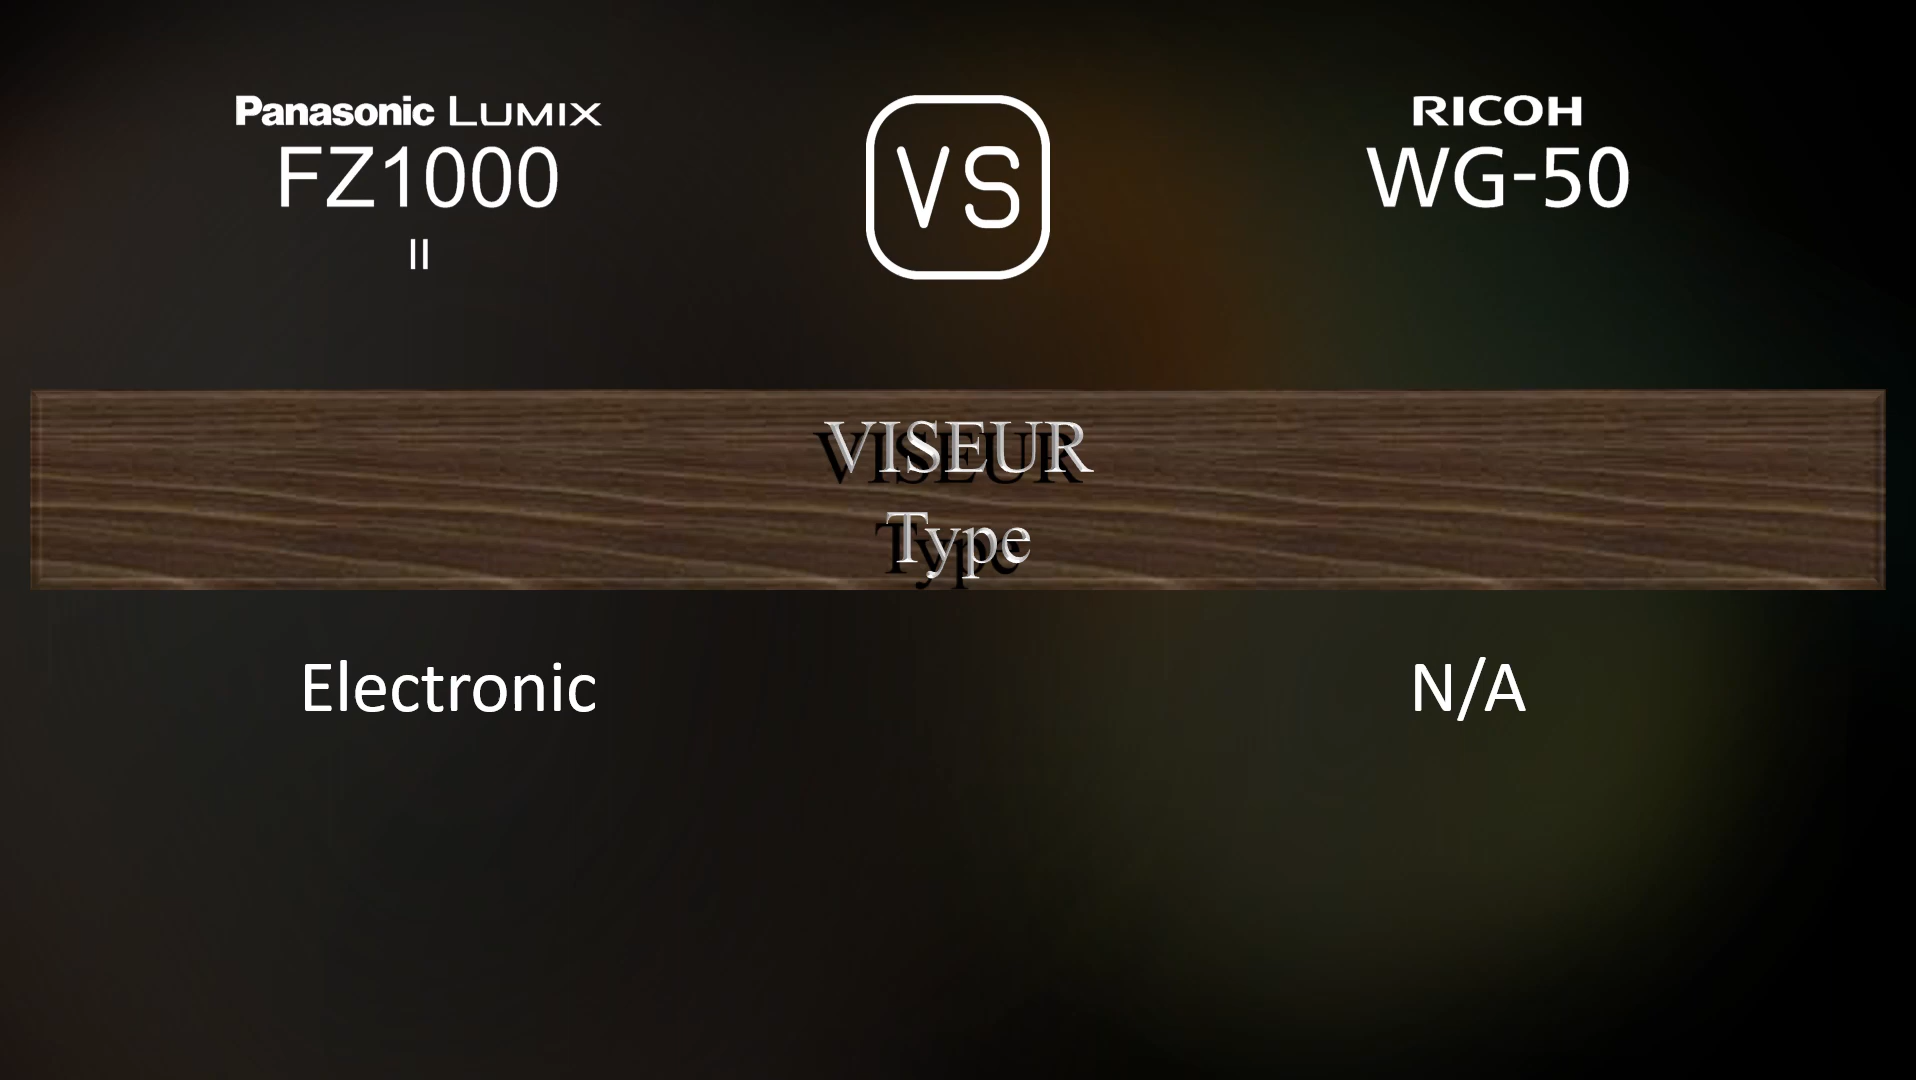 Panasonic LUMIX
FZ1000
II
VS
RICOH
WG-50
VISEUR
Type
Electronic
N/A